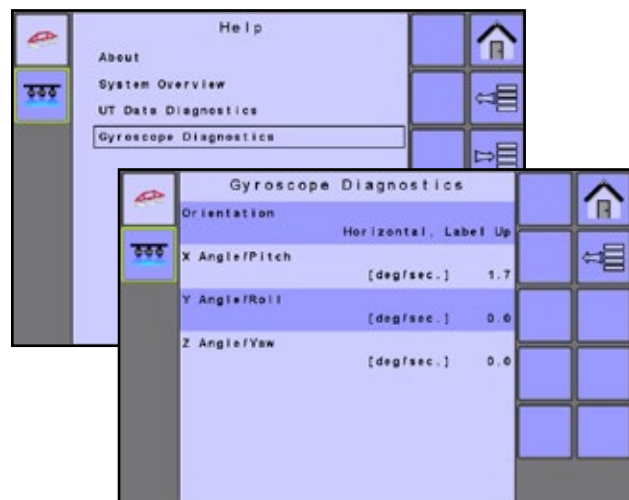 Help
About
System Overview
UT Data Diagnostics
Gyroscope Diagnostics
Gyroscope Diagnostics
Orientation
Horizontal, Label Up
X Angle/Pitch
[deg/sec.] 1.7
Y Angle/Roll
[deg/sec.] 0.0
Z Angle/Yaw
[deg/sec.] 0.0